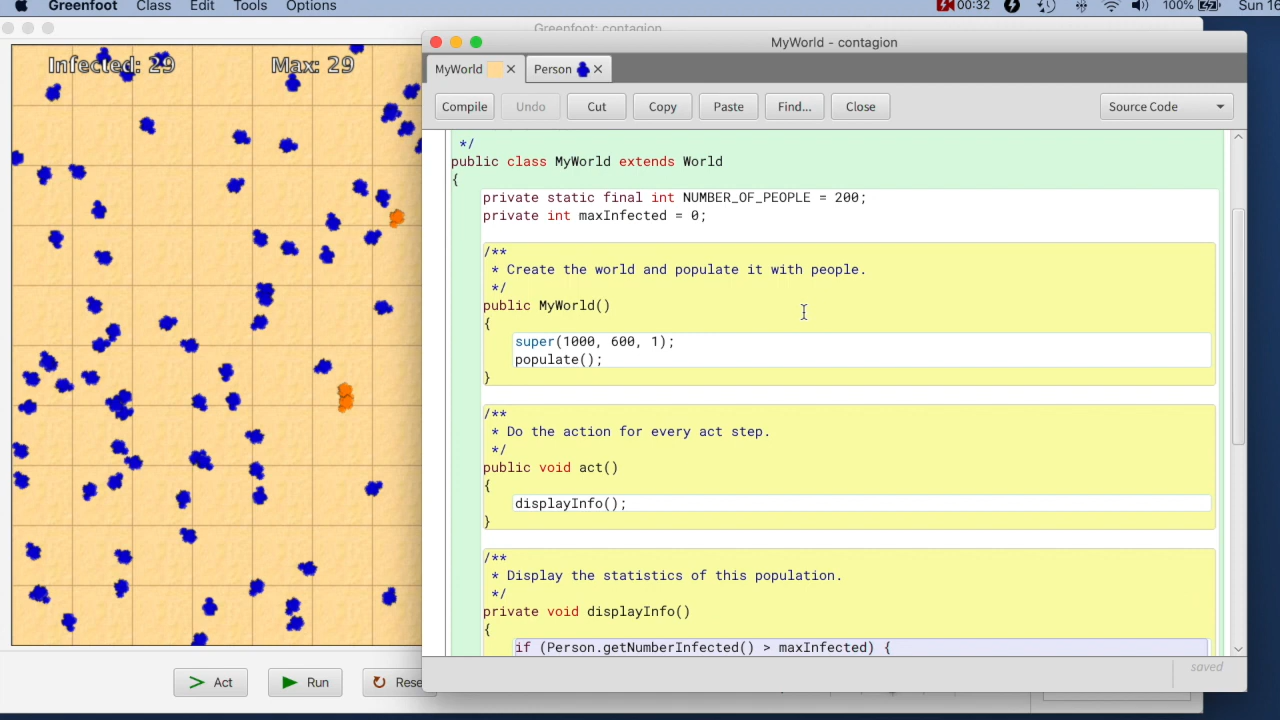 Greenfoot Class Edit Tools Options 00:32 100% Sun 16
Greenfoot: contagion
MyWorld - contagion
Infected: 29 Max: 29
MyWorld Person
Compile Undo Cut Copy Paste Find... Close Source Code
*/
public class MyWorld extends World
{
private static final int NUMBER_OF_PEOPLE = 200;
private int maxInfected = 0;
/**
* Create the world and populate it with people.
*/
public MyWorld()
{
super(1000, 600, 1);
populate();
}
/**
* Do the action for every act step.
*/
public void act()
{
displayInfo();
}
/**
* Display the statistics of this population.
*/
private void displayInfo()
{
if (Person.getNumberInfected() > maxInfected) {
saved
Act Run Rese